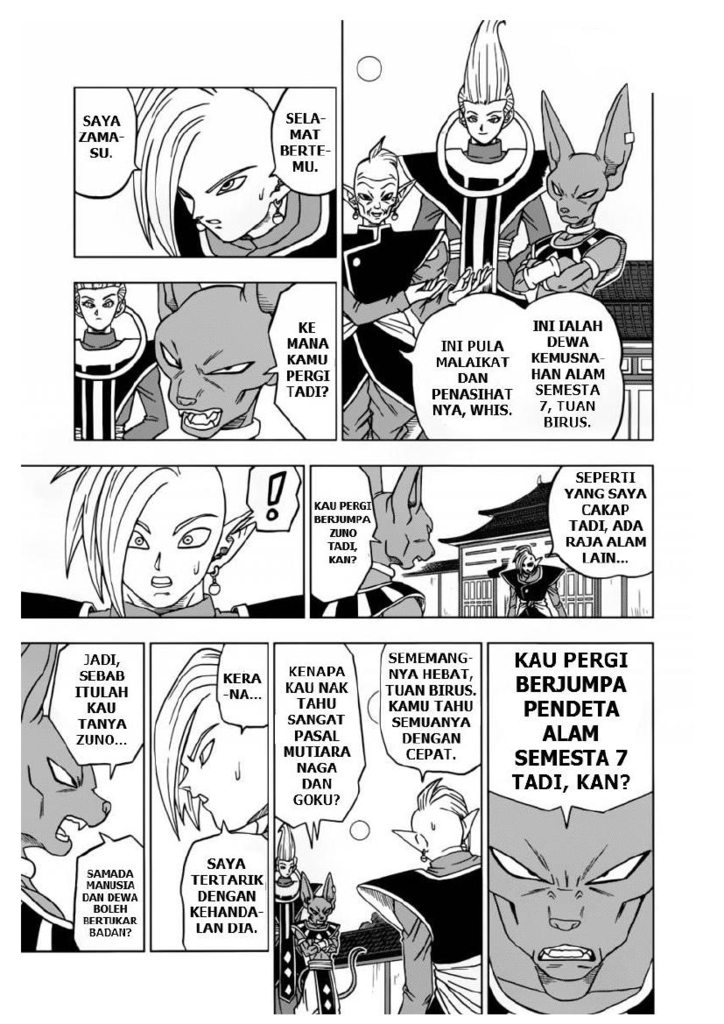 INI IALAH
DEWA
KEMUSNA-
HAN ALAM
SEMESTA
7, TUAN
BIRUS.
INI PULA
MALAIKAT
DAN
PENASIHAT
NYA, WHIS.
SELA-
MAT
BERTE-
MU.
SAYA
ZAMA-
SU.
KE
MANA
KAMU
PERGI
TADI?
SEPERTI
YANG SAYA
CAKAP
TADI, ADA
RAJA ALAM
LAIN...
KAU PERGI
BERJUMPA
ZUNO
TADI,
KAN?
!
KAU PERGI
BERJUMPA
PENDETA
ALAM
SEMESTA 7
TADI, KAN?
SEMEMANG-
NYA HEBAT,
TUAN BIRUS.
KAMU TAHU
SEMUANYA
DENGAN
CEPAT.
KENAPA
KAU NAK
TAHU
SANGAT
PASAL
MUTIARA
NAGA
DAN
GOKU?
KERA
-NA...
SAYA
TERTARIK
DENGAN
KEHANDA-
LAN DIA.
JADI,
SEBAB
ITULAH
KAU
TANYA
ZUNO...
SAMADA
MANUSIA
DAN DEWA
BOLEH
BERTUKAR
BADAN?